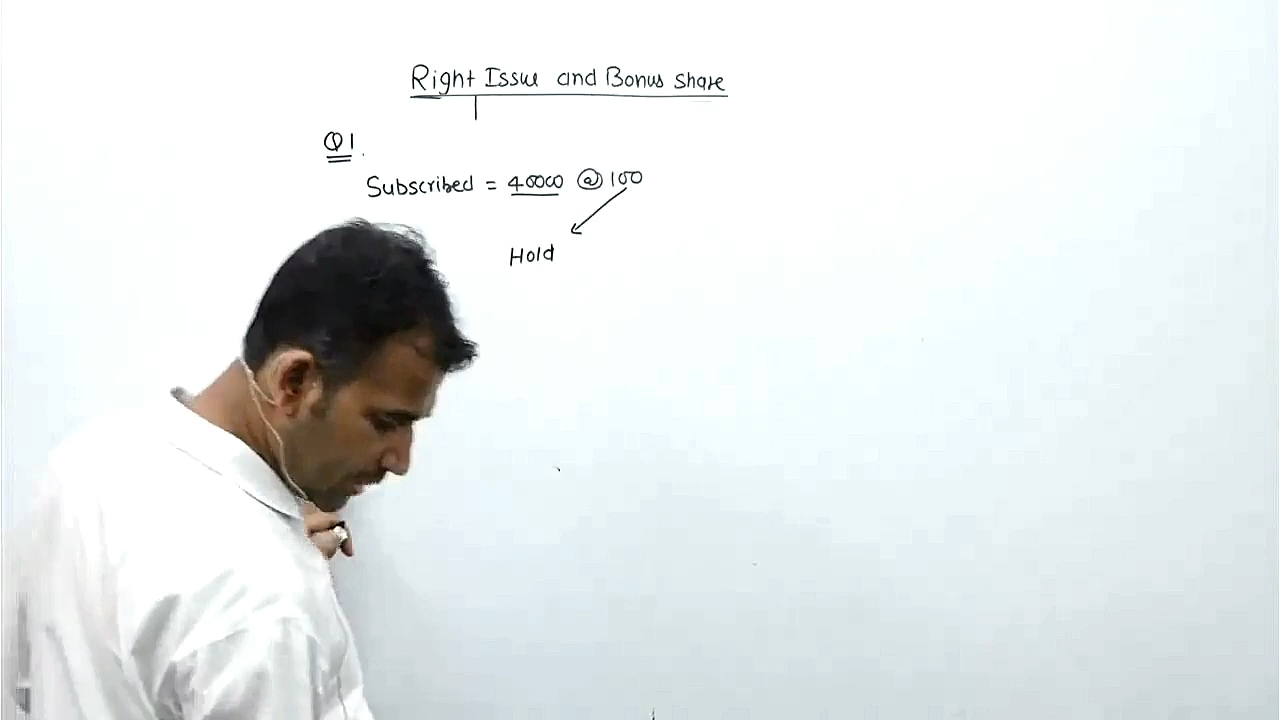 Right Issue and Bonus share
Q1.
Subscribed = 40000 @ 100
Hold